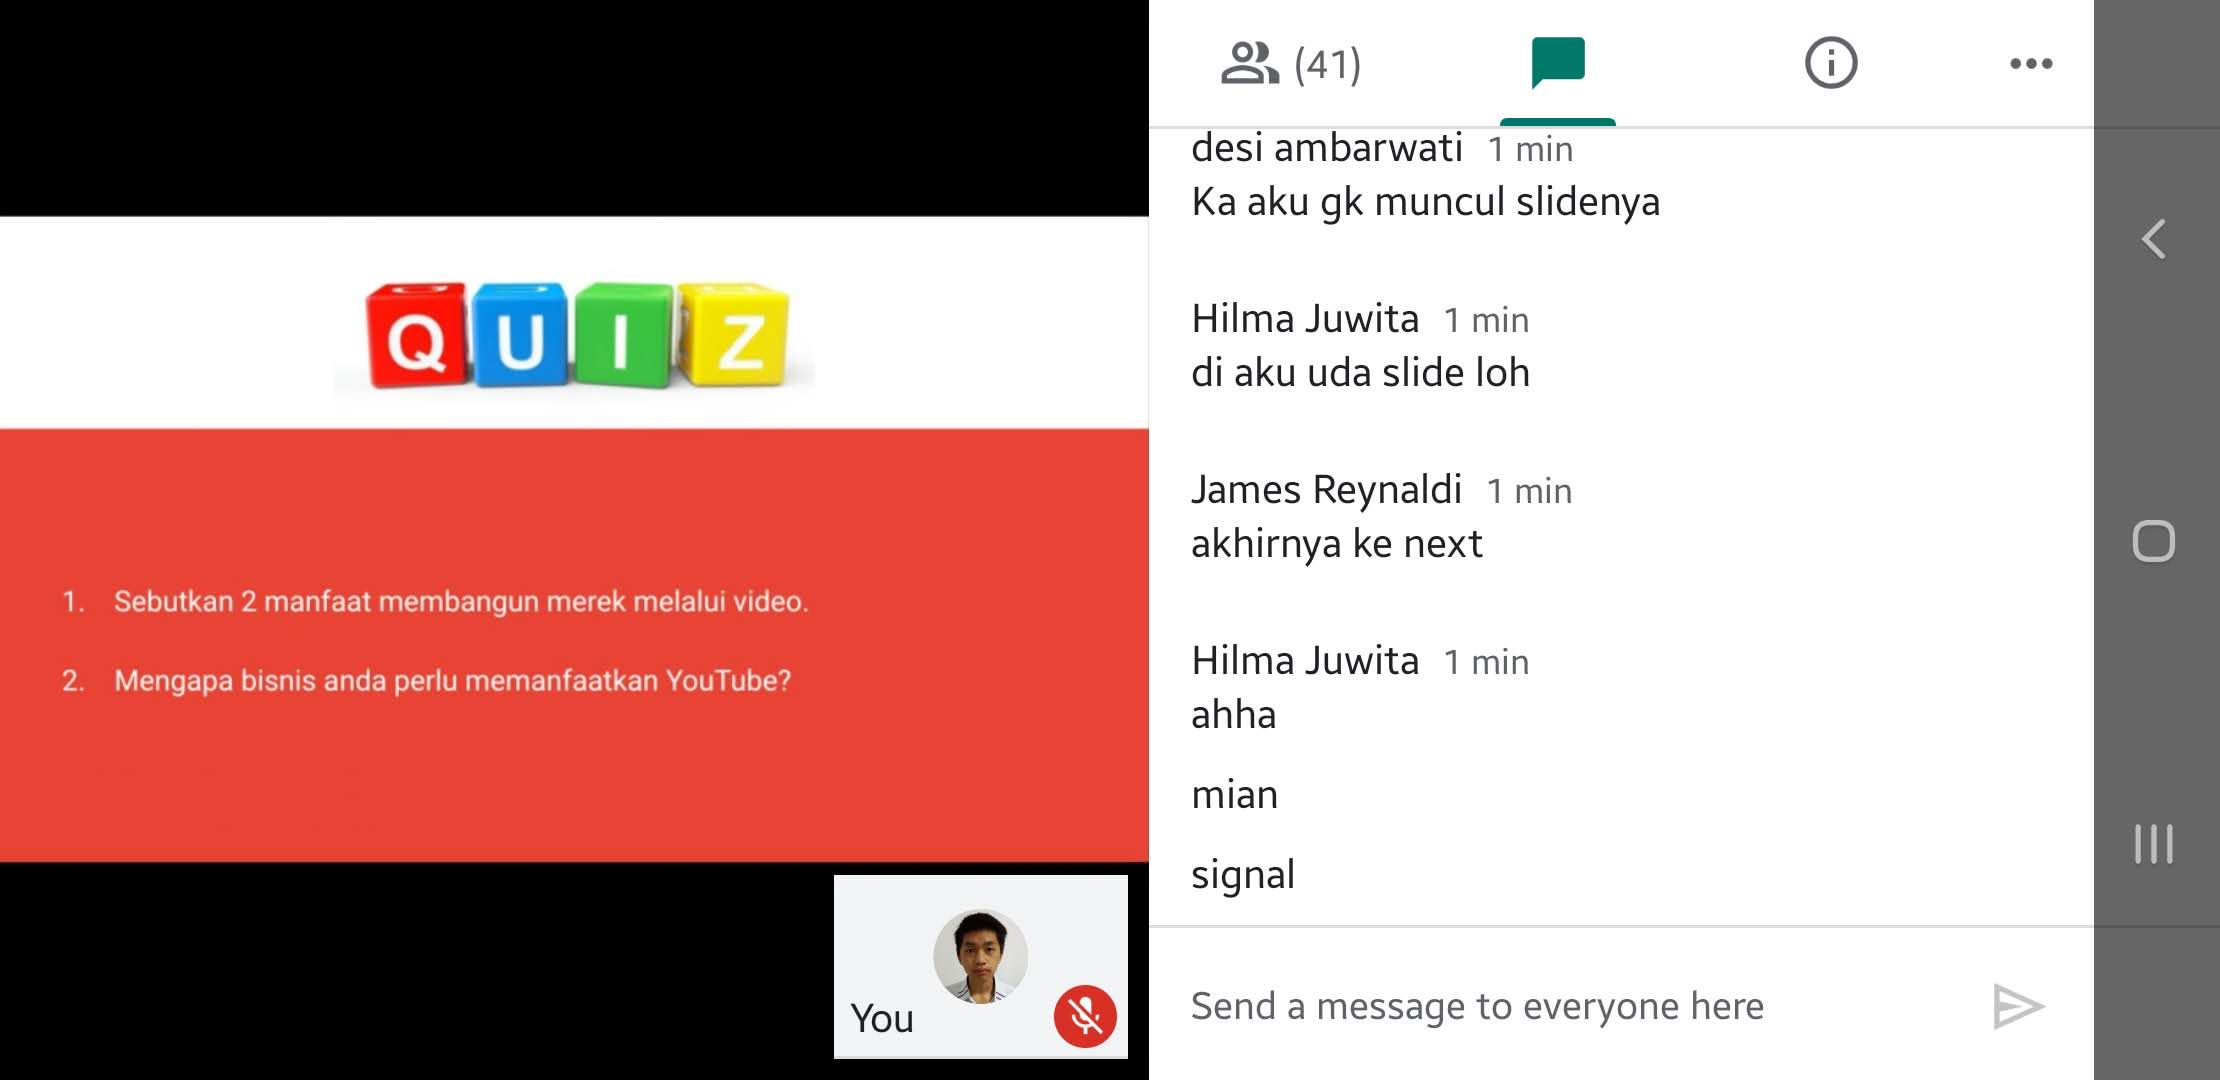 QUIZ
1. Sebutkan 2 manfaat membangun merek melalui video.
2. Mengapa bisnis anda perlu memanfaatkan YouTube?
You
(41)
desi ambarwati 1 min
Ka aku gk muncul slidenya
Hilma Juwita 1 min
di aku uda slide loh
James Reynaldi 1 min
akhirnya ke next
Hilma Juwita 1 min
ahha
mian
signal
Send a message to everyone here